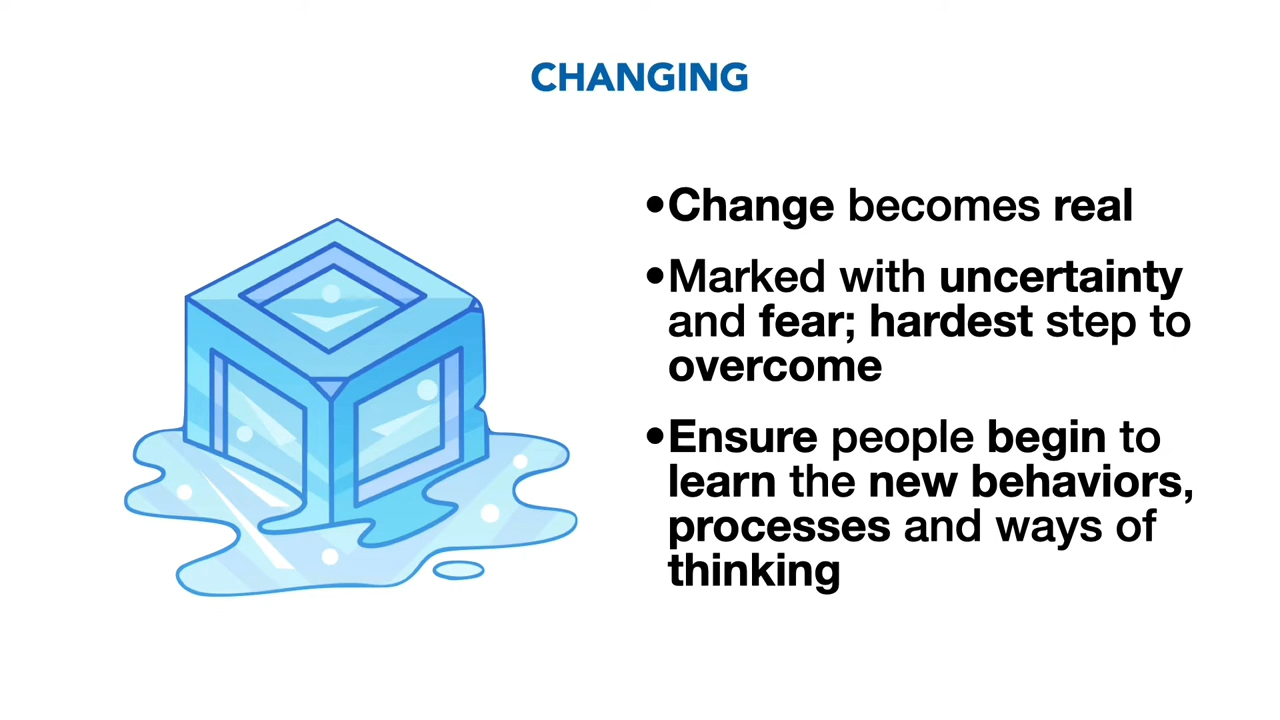 CHANGING
•Change becomes real
•Marked with uncertainty
and fear; hardest step to
overcome
•Ensure people begin to
learn the new behaviors,
processes and ways of
thinking